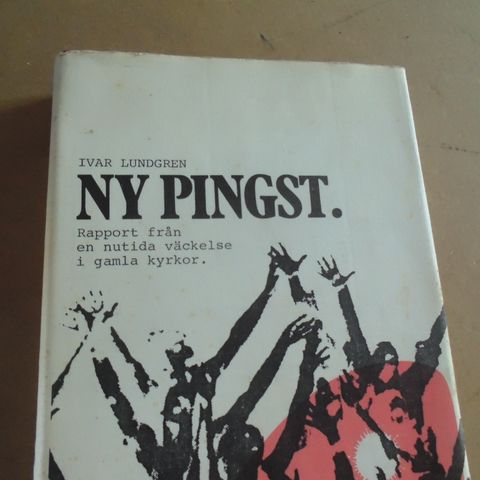 IVAR LUNDGREN
NY PINGST.
Rapport från
en nutida väckelse
i gamla kyrkor.